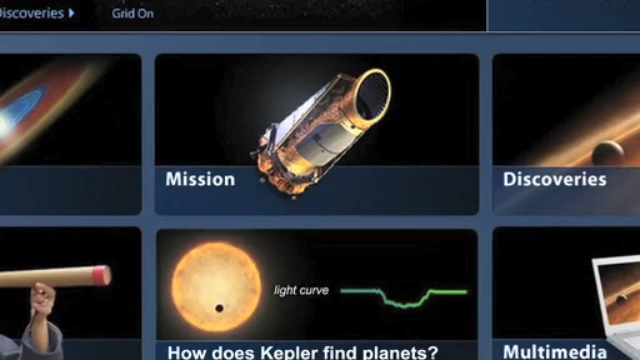 Discoveries
Grid On
Mission
Discoveries
light curve
How does Kepler find planets?
Multimedia